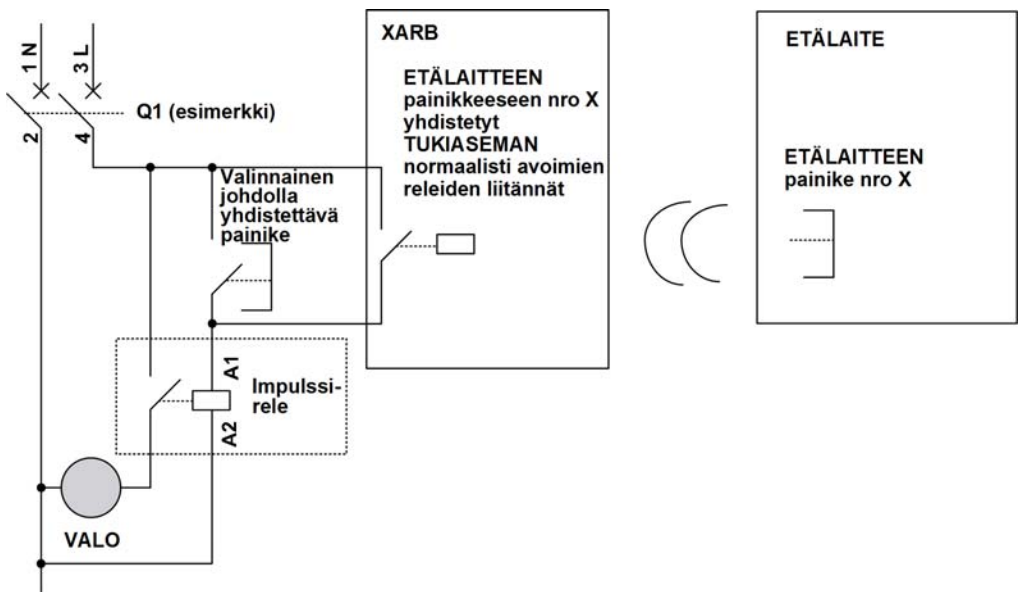 1 N
3 L
Q1 (esimerkki)
2
4
Valinnainen
johdolla
yhdistettävä
painike
A1
Impulssi-
rele
A2
VALO
XARB
ETÄLAITTEEN
painikkeeseen nro X
yhdistetyt
TUKIASEMAN
normaalisti avoimien
releiden liitännät
ETÄLAITE
ETÄLAITTEEN
painike nro X